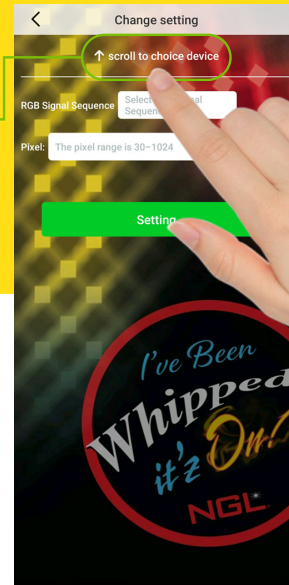 Change setting
↑ scroll to choice device
RGB Signal Sequence
Pixel: The pixel range is 30-1024
Setting
I've Been
Whipped
it'z On!
NGL